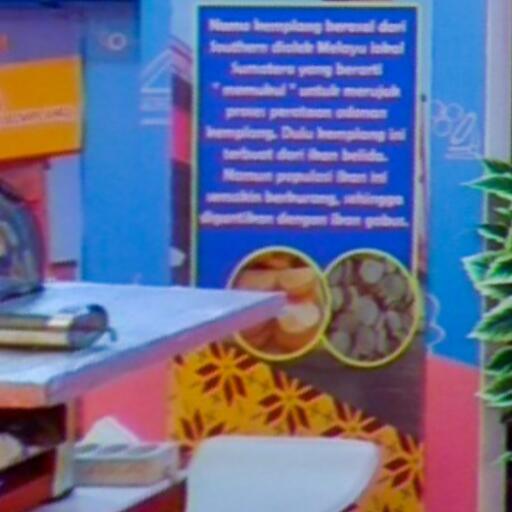 Nama kemplang berasal dari
Southern dialek Melayu lokal
Sumatera yang berarti
"memukul" untuk merujuk
proses perataan adonan
kemplang. Dulu kemplang ini
terbuat dari ikan belida.
Namun populasi ikan ini
semakin berkurang, sehingga
digantikan dengan ikan gabus.